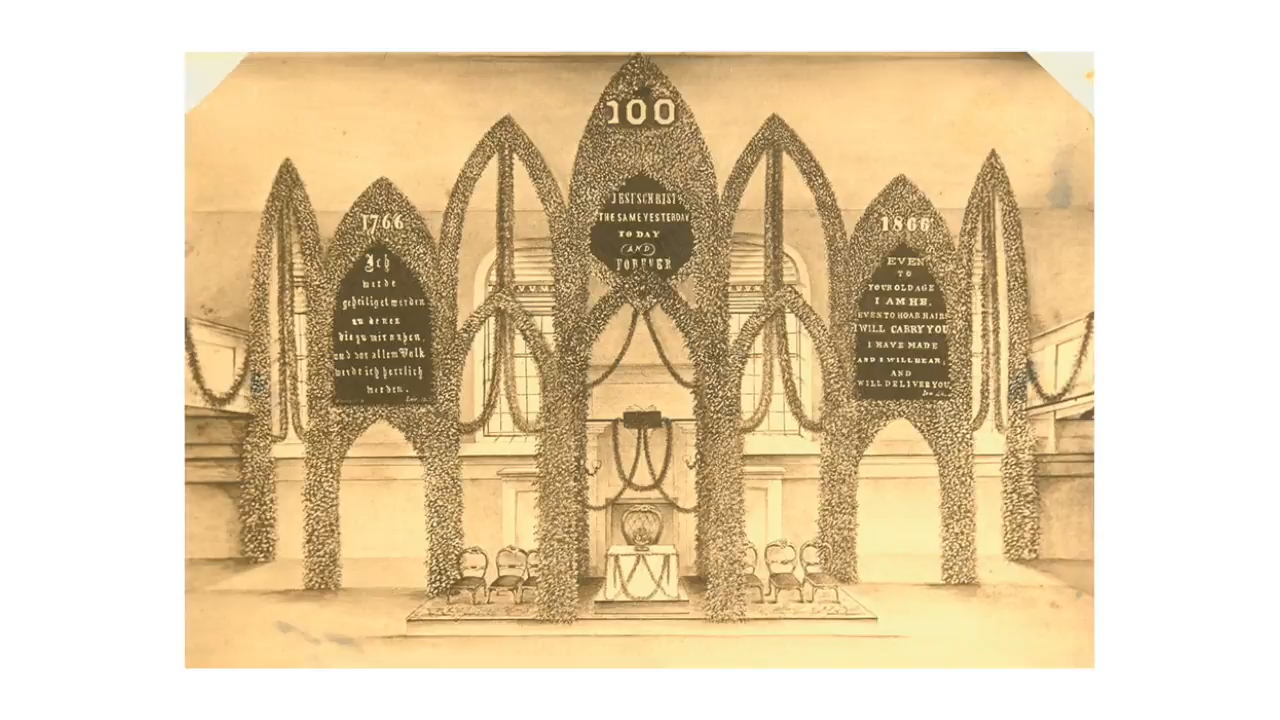 100
JESUS CHRIST
THE SAME YESTERDAY
TO DAY
AND
FOREVER
1766
Ich
werde
geheiliget werden
an denen
die zu mir nahen,
und vor allem Volk
werde ich herrlich
werden.
1866
EVEN
TO
YOUR OLD AGE
I AM HE,
EVEN TO HOAR HAIRS
I WILL CARRY YOU
I HAVE MADE
AND I WILL BEAR,
AND
WILL DELIVER YOU